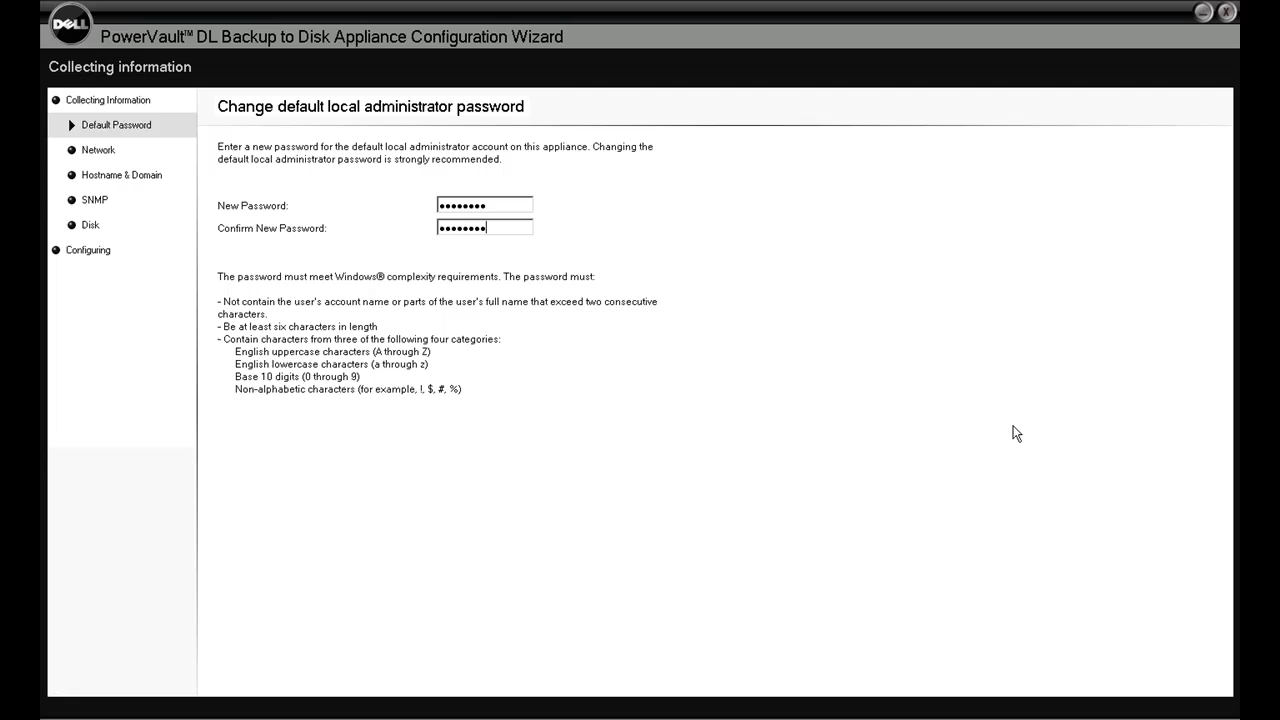 DELL
PowerVault™ DL Backup to Disk Appliance Configuration Wizard
Collecting information
Collecting Information
Default Password
Network
Hostname & Domain
SNMP
Disk
Configuring
Change default local administrator password
Enter a new password for the default local administrator account on this appliance. Changing the
default local administrator password is strongly recommended.
New Password: ●●●●●●●●
Confirm New Password: ●●●●●●●●
The password must meet Windows® complexity requirements. The password must:
- Not contain the user's account name or parts of the user's full name that exceed two consecutive
characters.
- Be at least six characters in length
- Contain characters from three of the following four categories:
English uppercase characters (A through Z)
English lowercase characters (a through z)
Base 10 digits (0 through 9)
Non-alphabetic characters (for example, !, $, #, %)